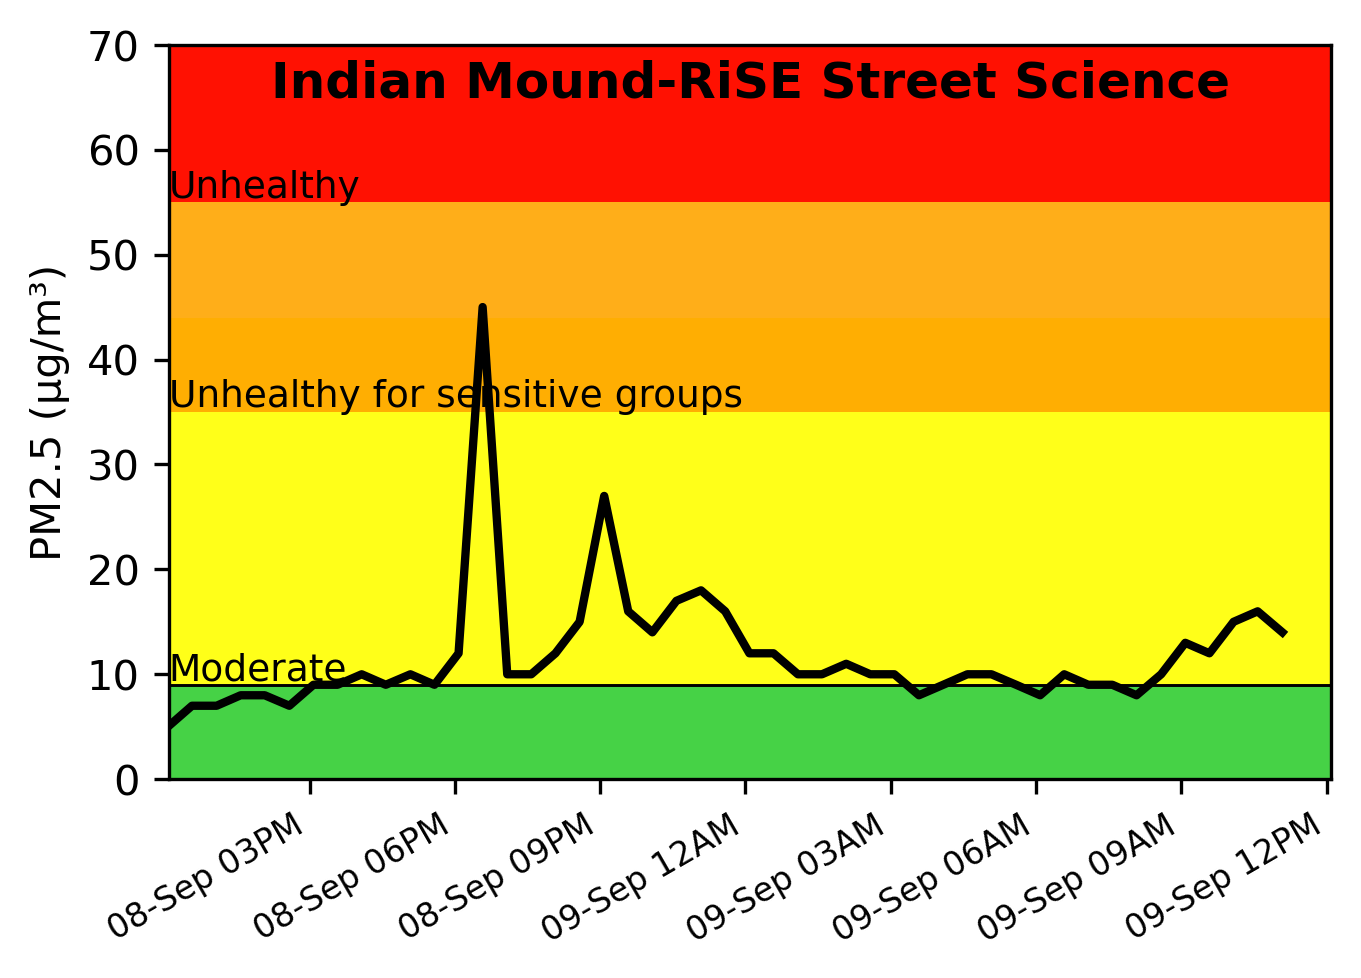 Indian Mound-RiSE Street Science
PM2.5 (µg/m³)
70
60
50
40
30
20
10
0
Unhealthy
Unhealthy for sensitive groups
Moderate
08-Sep 03PM
08-Sep 06PM
08-Sep 09PM
09-Sep 12AM
09-Sep 03AM
09-Sep 06AM
09-Sep 09AM
09-Sep 12PM